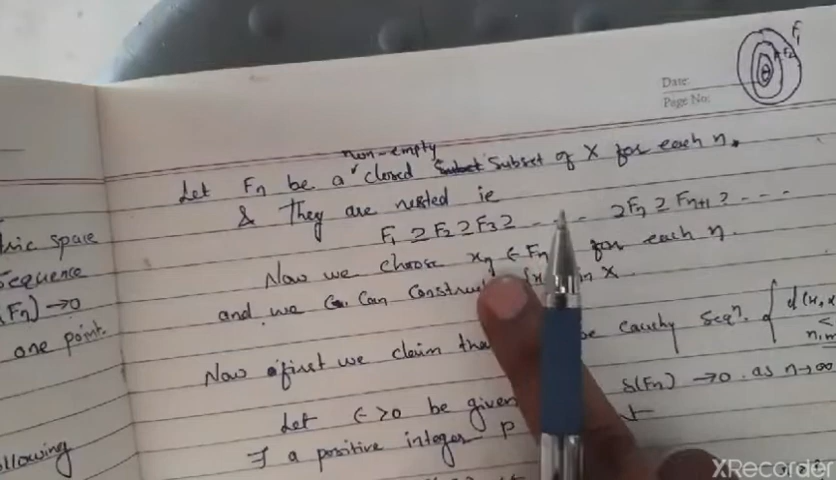 Date:
Page No:
F1
F2
non-empty
Let Fn be a closed Subset of X for each n.
& They are nested ie
F1 ⊇ F2 ⊇ F3 ⊇ - - - - ⊇ Fn ⊇ Fn+1 ⊇ - - -
Now we choose xn ∈ Fn for each n.
and we Can Construct in X
Now first we claim be cauchy Seqn. { d(
n,m
Let ε > 0 be given δ(Fn) → 0 as n → ∞
∃ a positive integer P
ric space
sequence
(Fn) → 0
one point.
ollowing
XRecorder